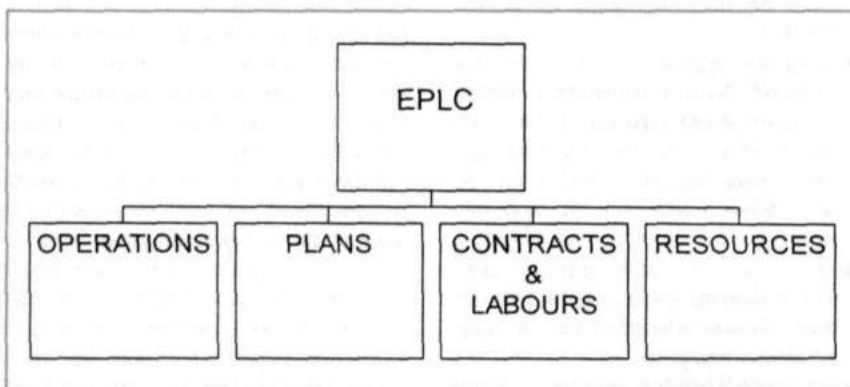 EPLC
OPERATIONS
PLANS
CONTRACTS
&
LABOURS
RESOURCES